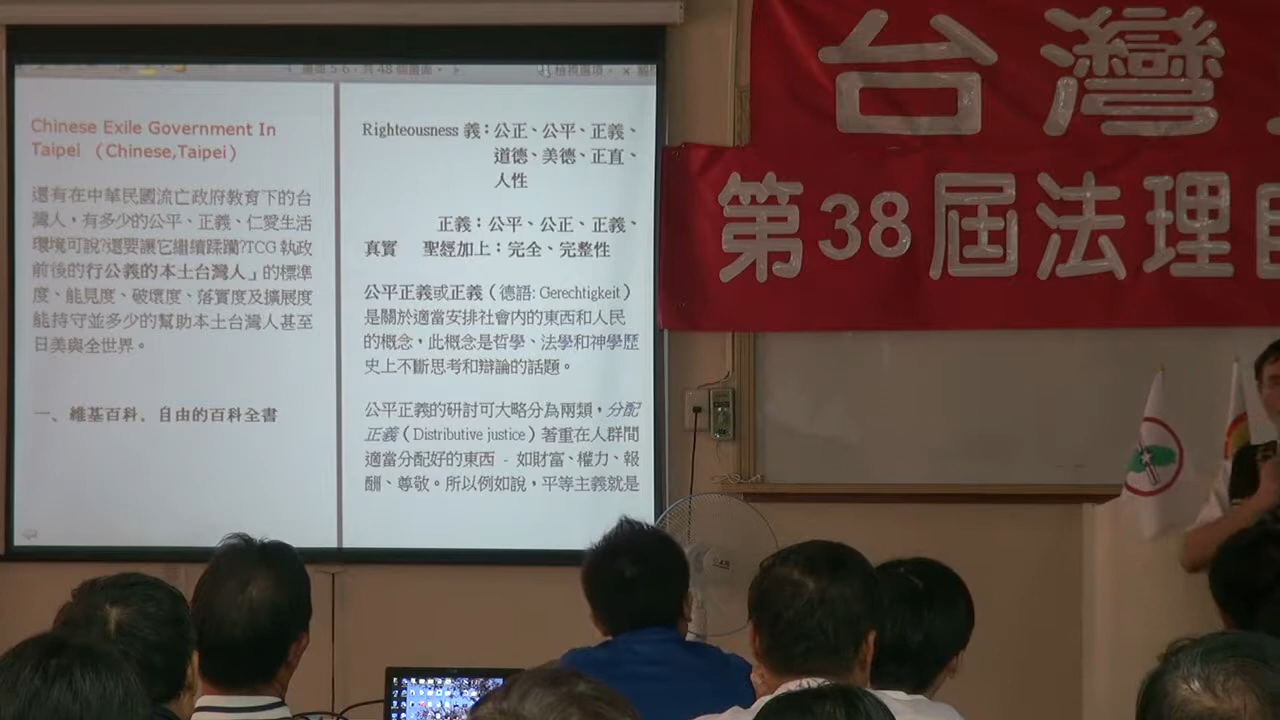 Chinese Exile Government In
Taipei （Chinese,Taipei）
還有在中華民國流亡政府教育下的台
灣人，有多少的公平、正義、仁愛生活
環境可說?還要讓它繼續蹂躪?TCG 執政
前後的行公義的本土台灣人」的標準
度、能見度、破壞度、落實度及擴展度
能持守並多少的幫助本土台灣人甚至
日美與全世界。
一、維基百科，自由的百科全書
Righteousness 義：公正、公平、正義、
道德、美德、正直、
人性
正義：公平、公正、正義、
真實 聖經加上：完全、完整性
公平正義或正義（德語: Gerechtigkeit）
是關於適當安排社會内的東西和人民
的概念，此概念是哲學、法學和神學歷
史上不斷思考和辯論的話題。
公平正義的研討可大略分為兩類，分配
正義（Distributive justice）著重在人群間
適當分配好的東西 - 如財富、權力、報
酬、尊敬。所以例如說，平等主義就是
台灣
第38屆法理